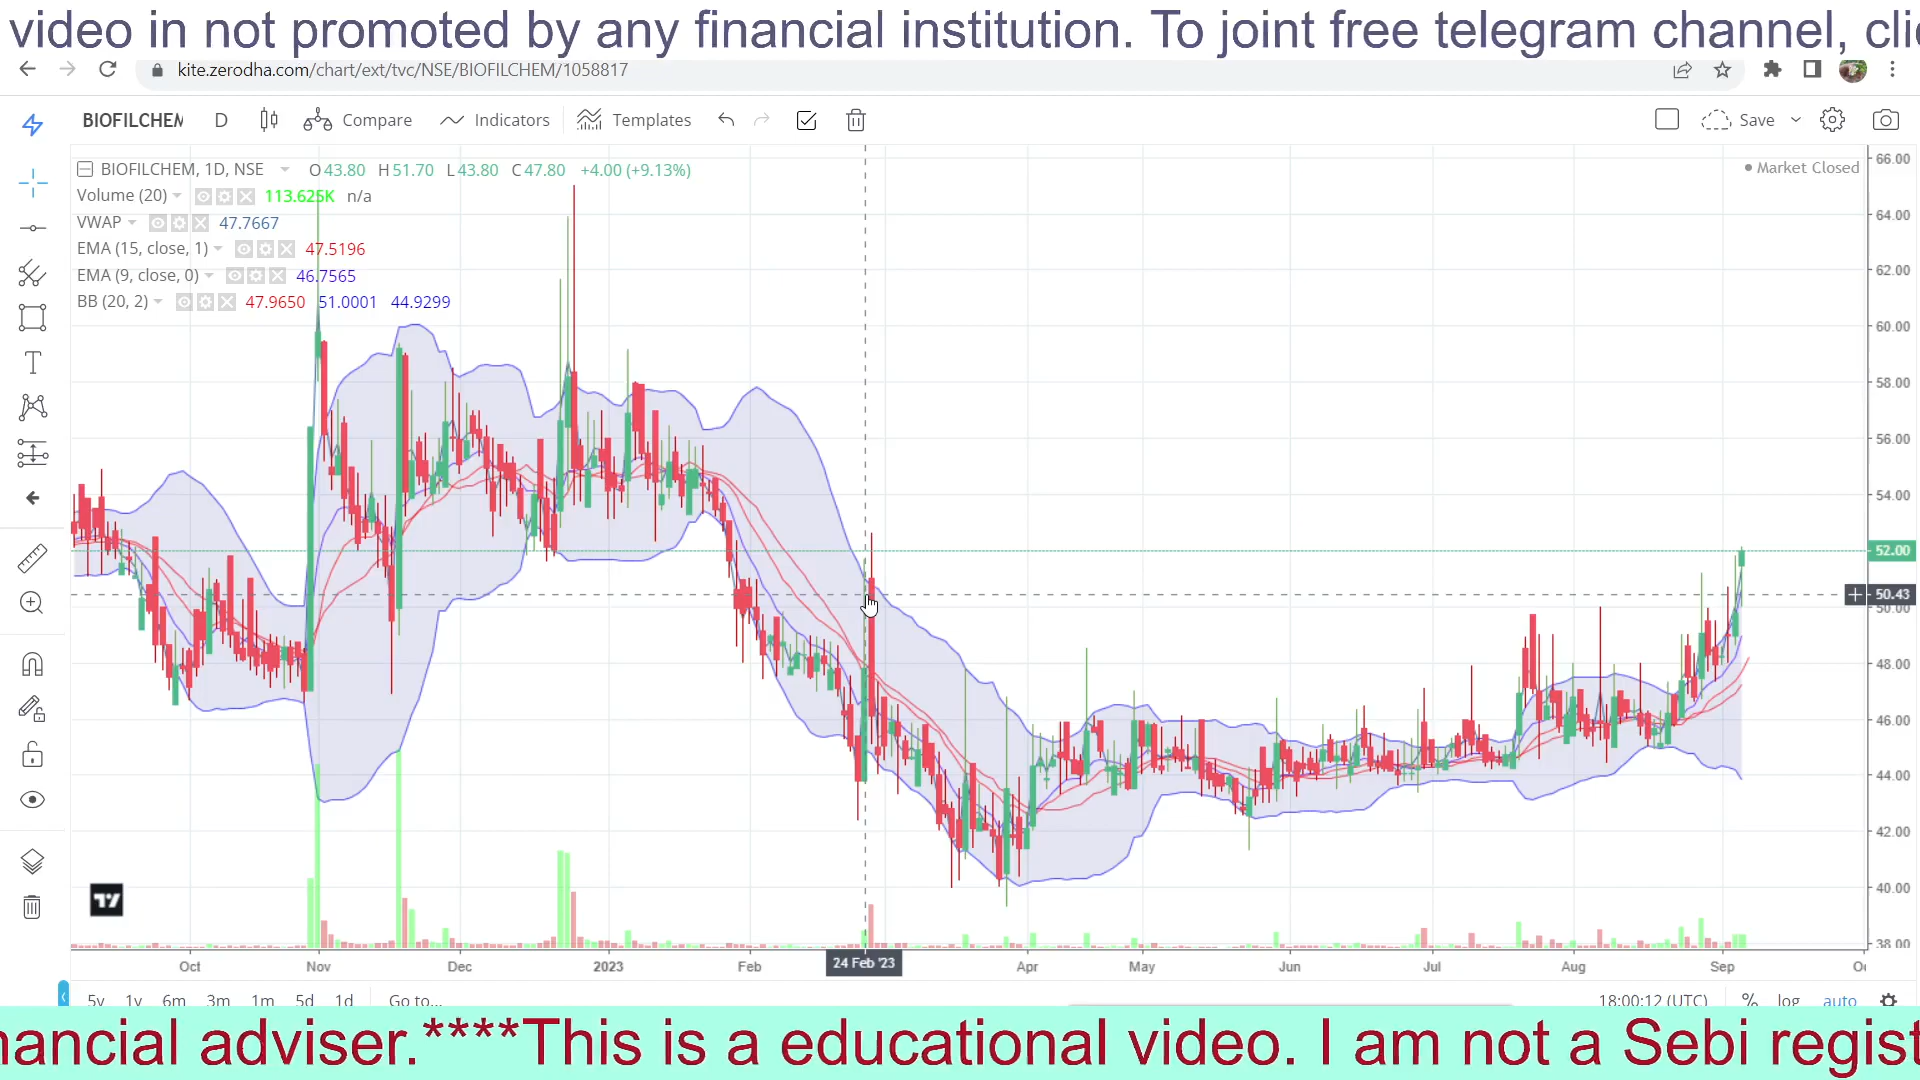 video in not promoted by any financial institution. To joint free telegram channel, clic
kite.zerodha.com/chart/ext/tvc/NSE/BIOFILCHEM/1058817
BIOFILCHEM D Compare Indicators Templates Save
BIOFILCHEM, 1D, NSE O 43.80 H 51.70 L 43.80 C 47.80 +4.00 (+9.13%)
Market Closed
Volume (20) 113.625K n/a
VWAP 47.7667
EMA (15, close, 1) 47.5196
EMA (9, close, 0) 46.7565
BB (20, 2) 47.9650 51.0001 44.9299
66.00
64.00
62.00
60.00
58.00
56.00
54.00
52.00
50.43
50.00
48.00
46.00
44.00
42.00
40.00
38.00
Oct Nov Dec 2023 Feb 24 Feb '23 Apr May Jun Jul Aug Sep
5y 1y 6m 3m 1m 5d 1d Go to... 18:00:12 (UTC) % log auto
nancial adviser.****This is a educational video. I am not a Sebi regist